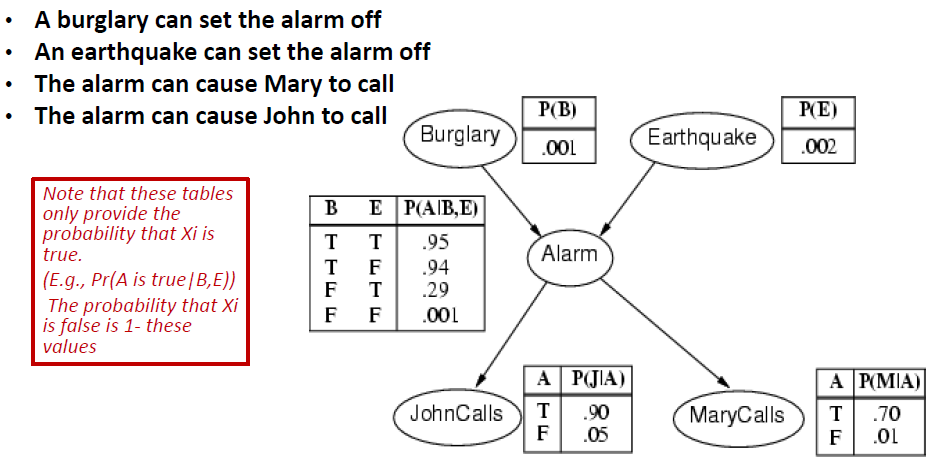 • A burglary can set the alarm off
• An earthquake can set the alarm off
• The alarm can cause Mary to call
• The alarm can cause John to call
Burglary
P(B)
.001
Earthquake
P(E)
.002
Note that these tables
only provide the
probability that Xi is
true.
(E.g., Pr(A is true|B,E))
The probability that Xi
is false is 1- these
values
B E P(A|B,E)
T T .95
T F .94
F T .29
F F .001
Alarm
JohnCalls
A P(J|A)
T .90
F .05
MaryCalls
A P(M|A)
T .70
F .01